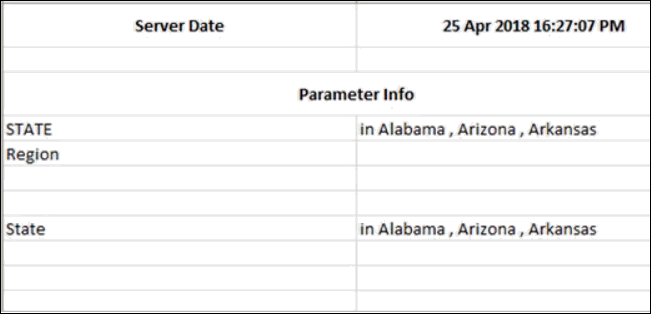 Server Date 25 Apr 2018 16:27:07 PM
Parameter Info
STATE in Alabama , Arizona , Arkansas
Region
State in Alabama , Arizona , Arkansas